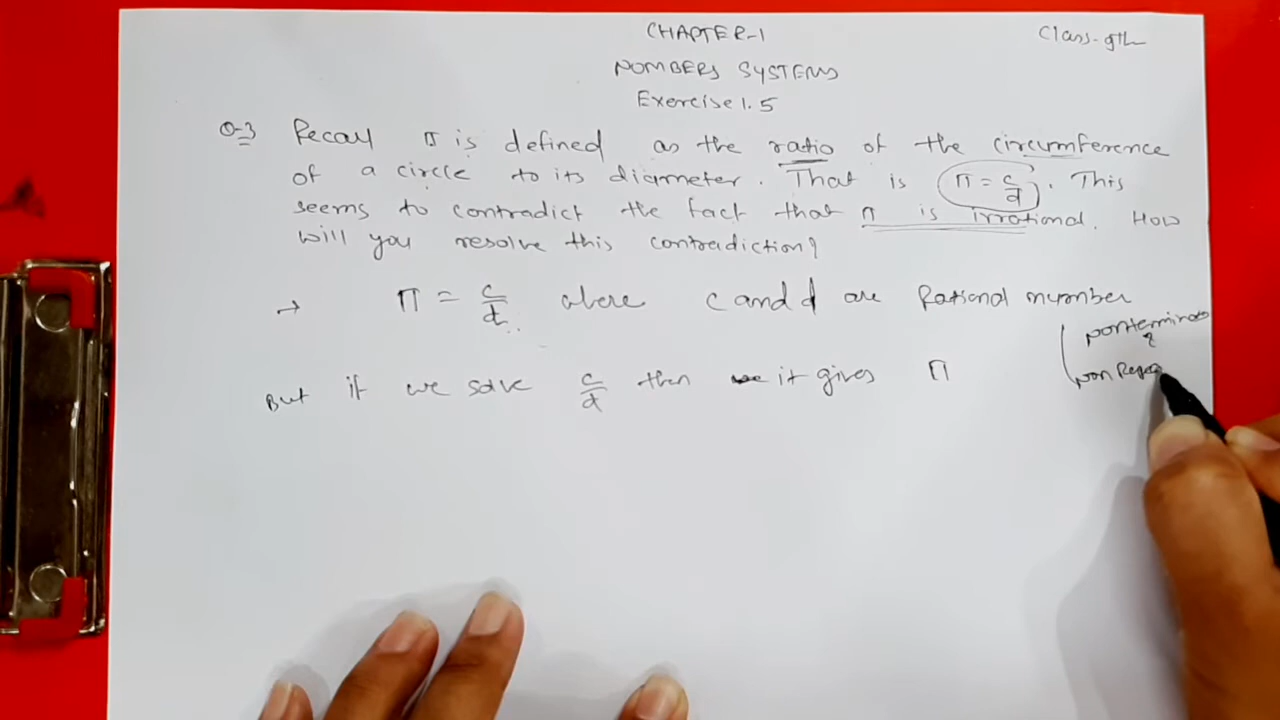 CHAPTER-1
Class-9th
NUMBERS SYSTEMS
Exercise 1.5
Q-3 Recall π is defined as the ratio of the circumference
of a circle to its diameter. That is π = c/d. This
seems to contradict the fact that π is irrational. How
will you resolve this contradiction?
→ π = c/d where c and d are Rational number
nonterminat
&
non Repea
But if we solve c/d then it gives π